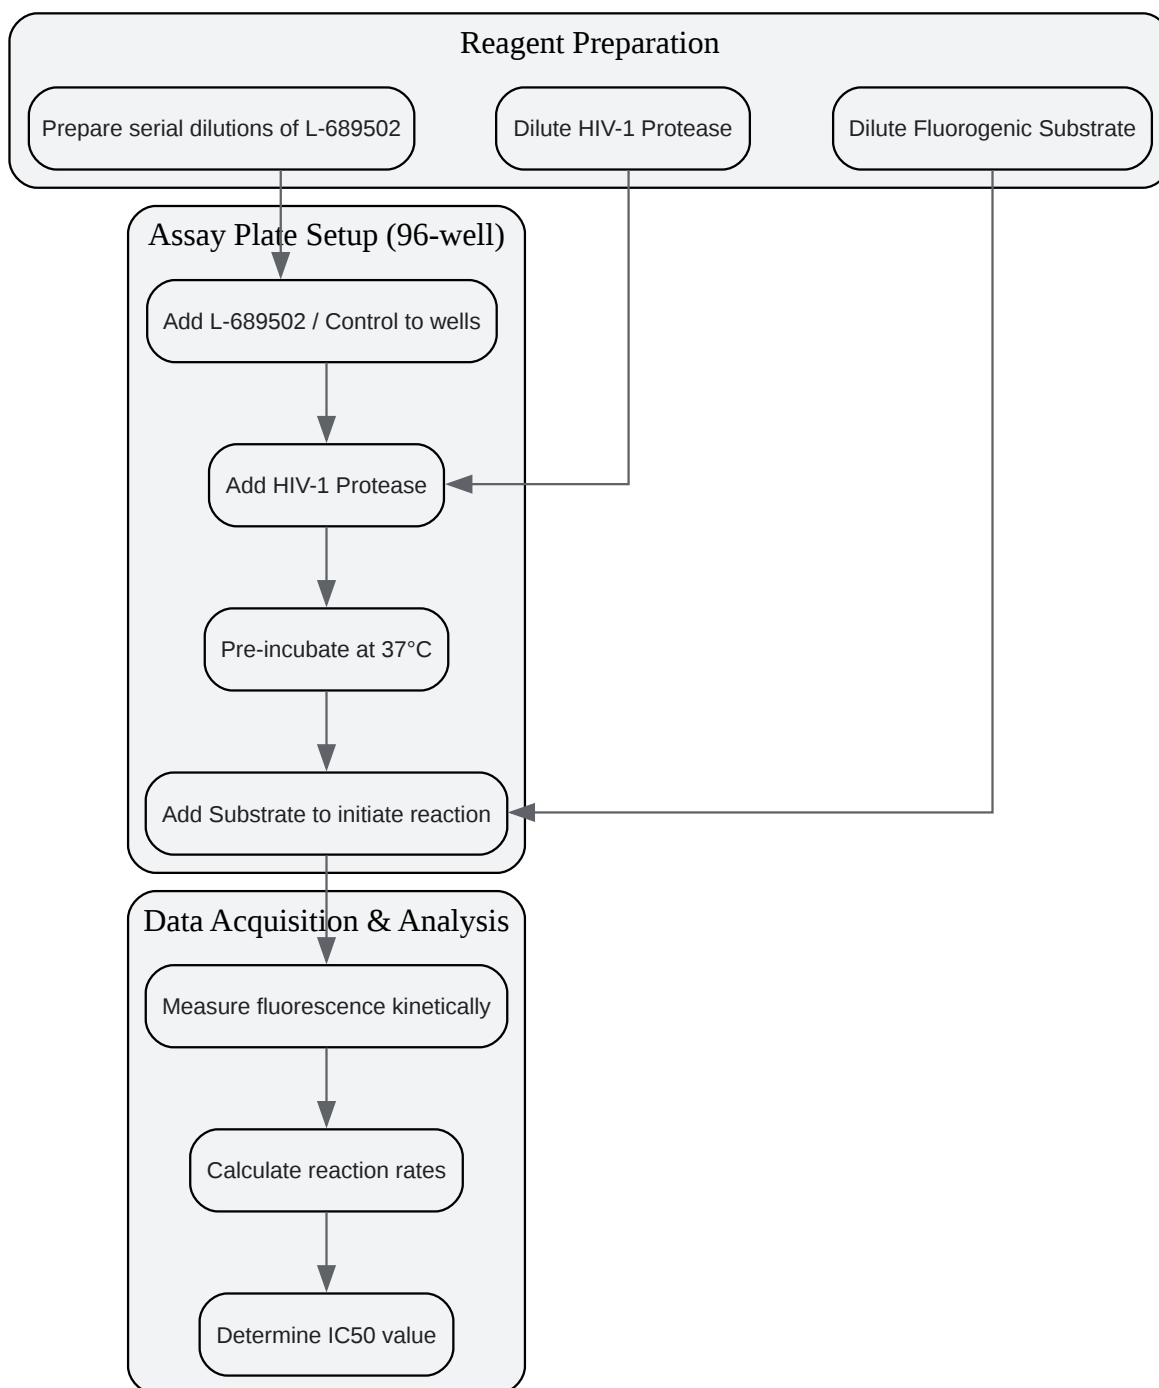 Reagent Preparation
Prepare serial dilutions of L-689502
Dilute HIV-1 Protease
Dilute Fluorogenic Substrate
Assay Plate Setup (96-well)
Add L-689502 / Control to wells
Add HIV-1 Protease
Pre-incubate at 37°C
Add Substrate to initiate reaction
Data Acquisition & Analysis
Measure fluorescence kinetically
Calculate reaction rates
Determine IC50 value